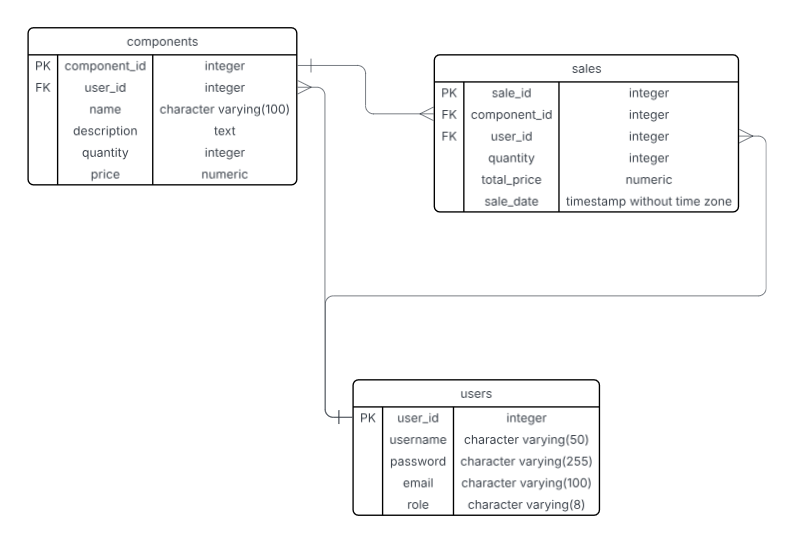 components
PK component_id integer
FK user_id integer
name character varying(100)
description text
quantity integer
price numeric
sales
PK sale_id integer
FK component_id integer
FK user_id integer
quantity integer
total_price numeric
sale_date timestamp without time zone
users
PK user_id integer
username character varying(50)
password character varying(255)
email character varying(100)
role character varying(8)